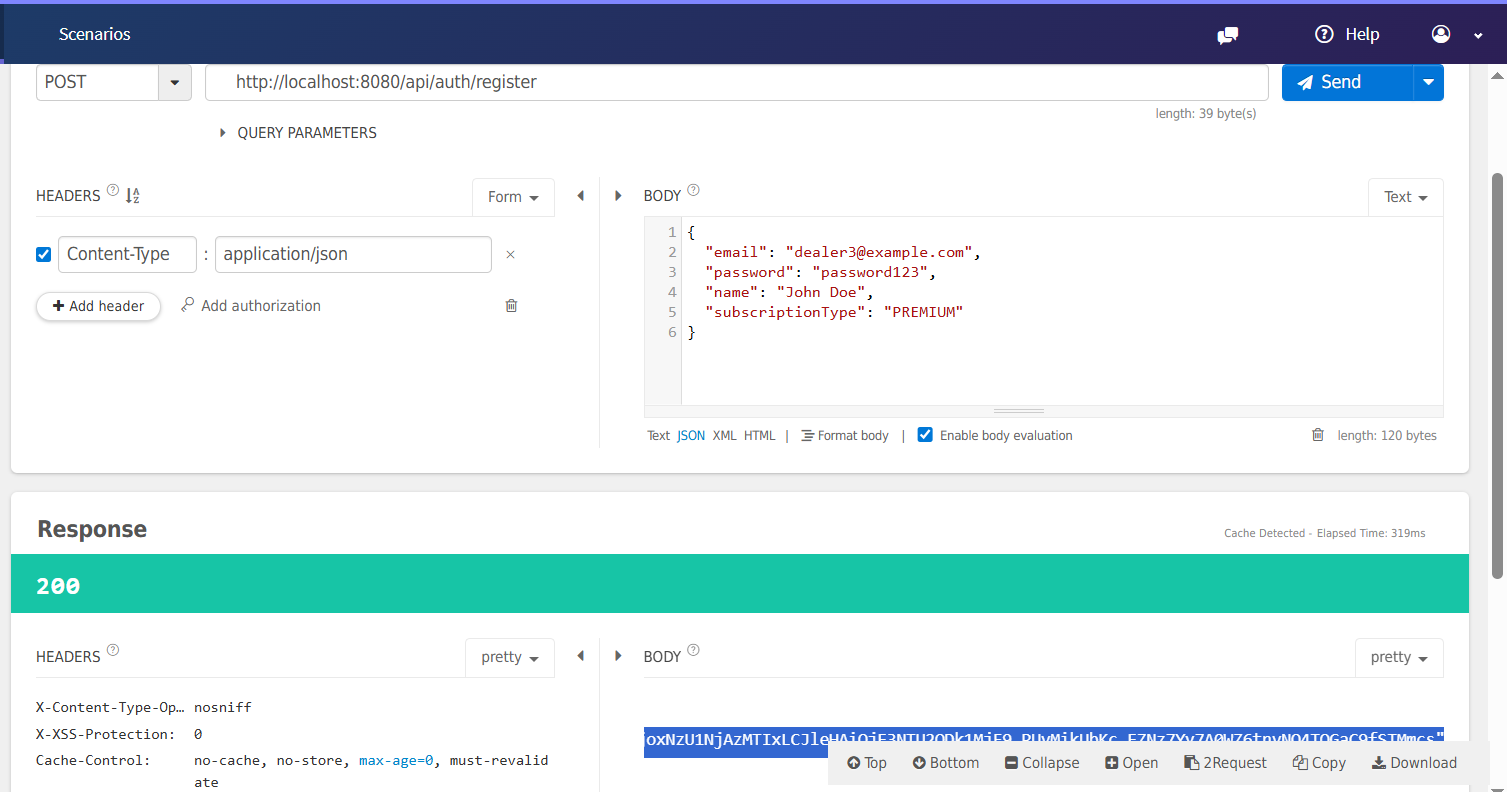 Scenarios
Help
POST
http://localhost:8080/api/auth/register
Send
length: 39 byte(s)
QUERY PARAMETERS
HEADERS ?
Form
BODY ?
Text
Content-Type : application/json ×
+ Add header
Add authorization
1 {
2 "email": "dealer3@example.com",
3 "password": "password123",
4 "name": "John Doe",
5 "subscriptionType": "PREMIUM"
6 }
Text JSON XML HTML | Format body | Enable body evaluation
length: 120 bytes
Response
Cache Detected - Elapsed Time: 319ms
200
HEADERS ?
pretty
BODY ?
pretty
X-Content-Type-Op… nosniff
X-XSS-Protection: 0
Cache-Control: no-cache, no-store, max-age=0, must-revalid
ate
Top
Bottom
Collapse
Open
2Request
Copy
Download